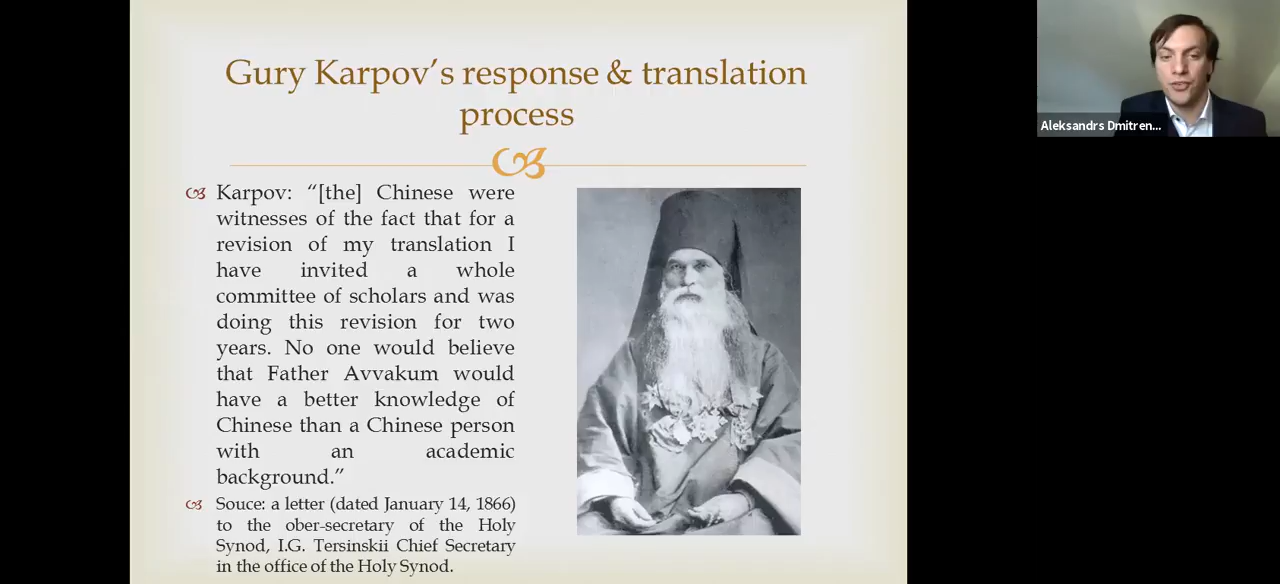 Gury Karpov’s response & translation
process
Karpov: “[the] Chinese were
witnesses of the fact that for a
revision of my translation I
have invited a whole
committee of scholars and was
doing this revision for two
years. No one would believe
that Father Avvakum would
have a better knowledge of
Chinese than a Chinese person
with an academic
background.”
Souce: a letter (dated January 14, 1866)
to the ober-secretary of the Holy
Synod, I.G. Tersinskii Chief Secretary
in the office of the Holy Synod.
Aleksandrs Dmitren...